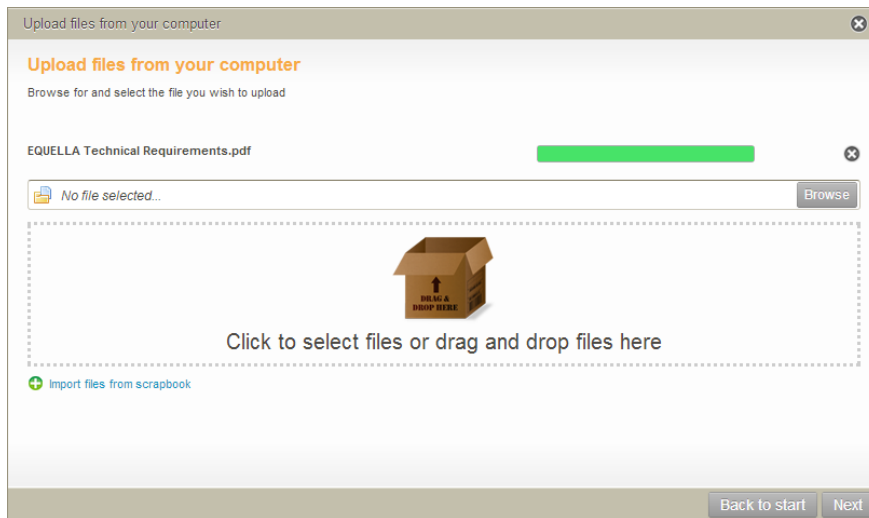 Upload files from your computer
Upload files from your computer
Browse for and select the file you wish to upload
EQUELLA Technical Requirements.pdf
No file selected...
Browse
DRAG &
DROP HERE
Click to select files or drag and drop files here
Import files from scrapbook
Back to start
Next